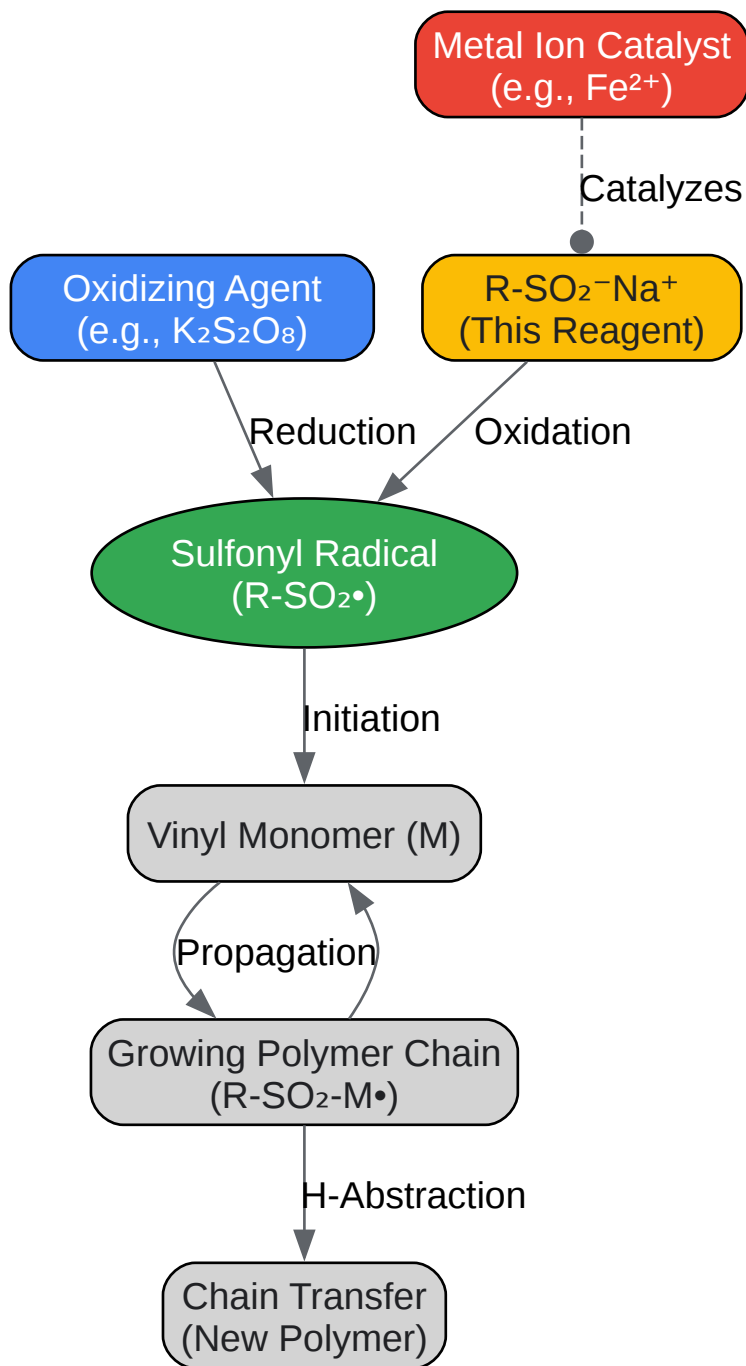 Metal Ion Catalyst
(e.g., Fe²⁺)
Catalyzes
Oxidizing Agent
(e.g., K₂S₂O₈)
R-SO₂⁻Na⁺
(This Reagent)
Reduction
Oxidation
Sulfonyl Radical
(R-SO₂•)
Initiation
Vinyl Monomer (M)
Propagation
Growing Polymer Chain
(R-SO₂-M•)
H-Abstraction
Chain Transfer
(New Polymer)